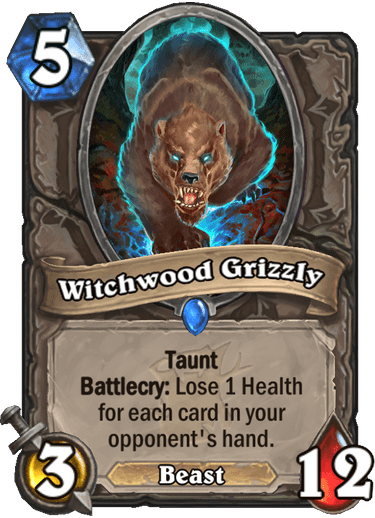 5
Witchwood Grizzly
Taunt
Battlecry: Lose 1 Health
for each card in your
opponent's hand.
3
Beast
12